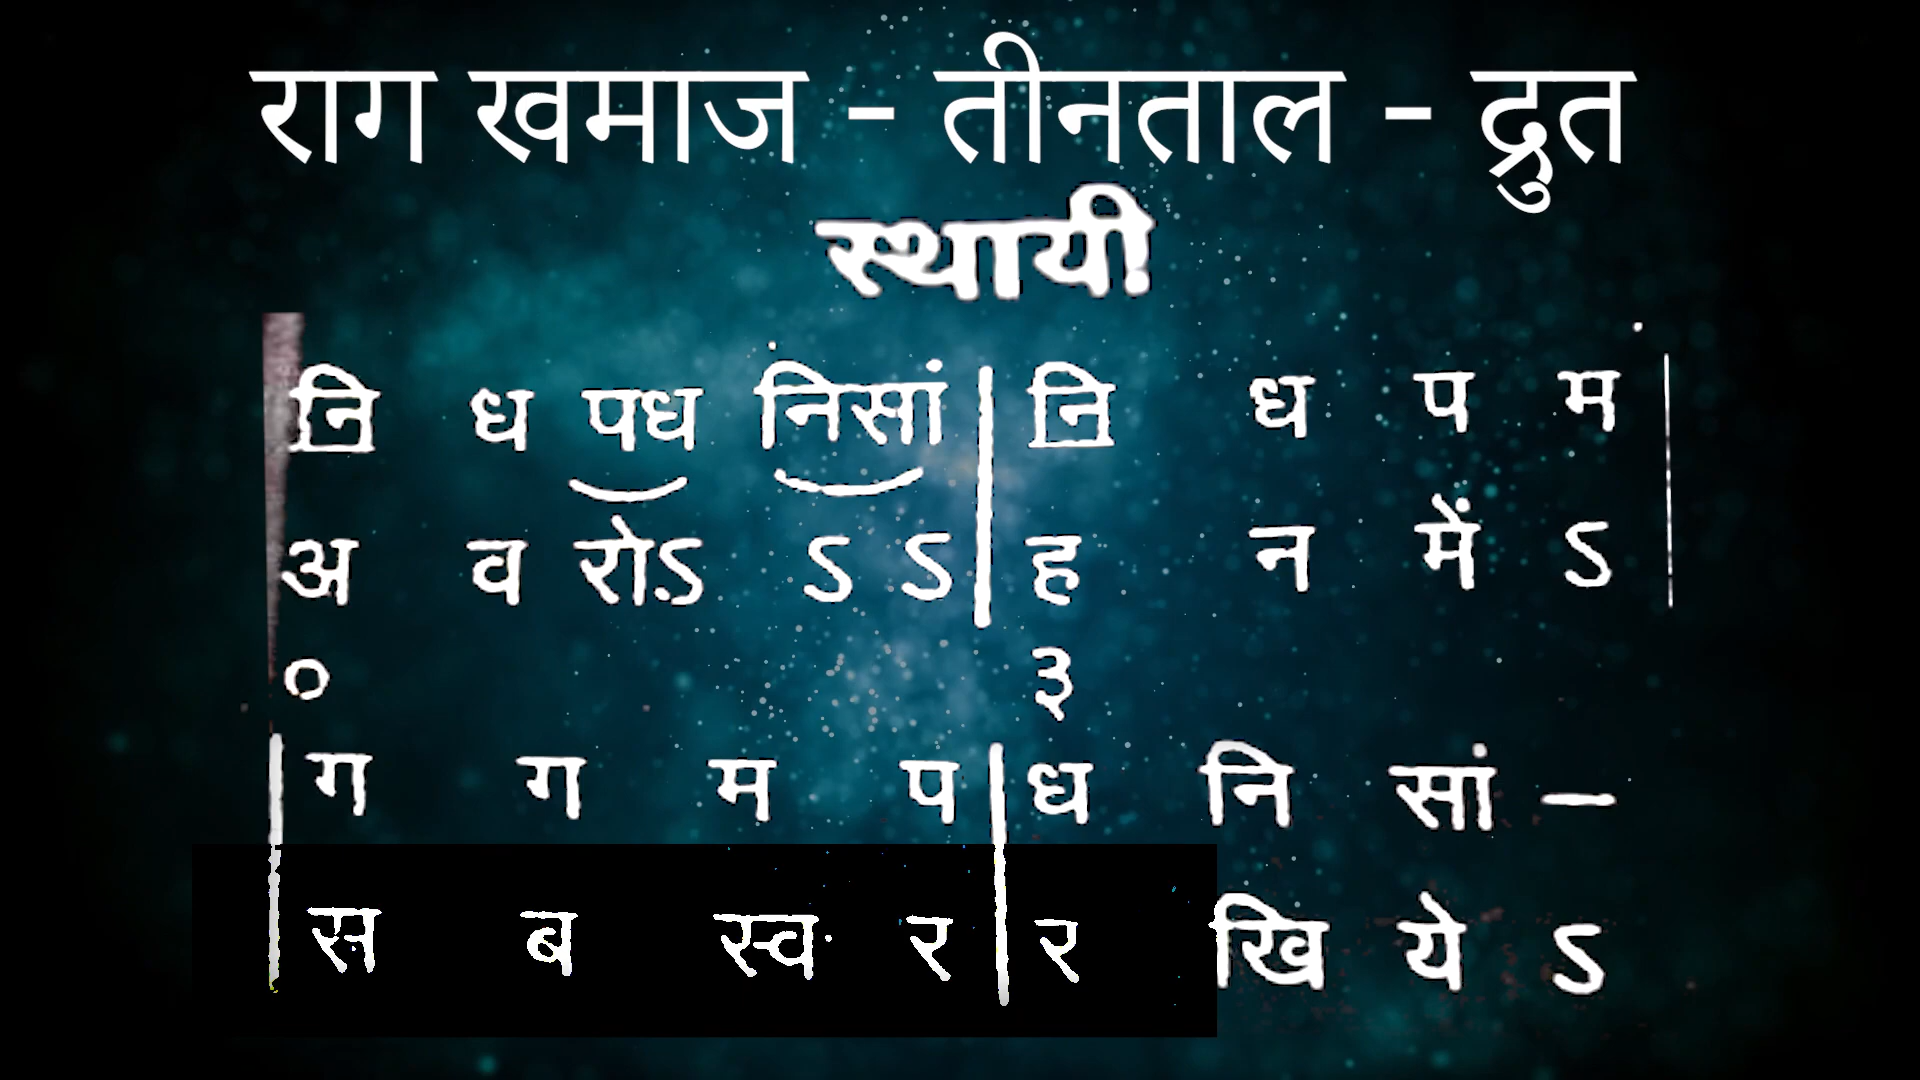 राग खमाज - तीनताल - द्रुत
स्थायी
नि ध पध निसां | नि ध प म |
अ व रोऽ ऽ ऽ | ह न में ऽ |
० ३
| ग ग म प | ध नि सां —
| स ब स्व र | र खि ये ऽ